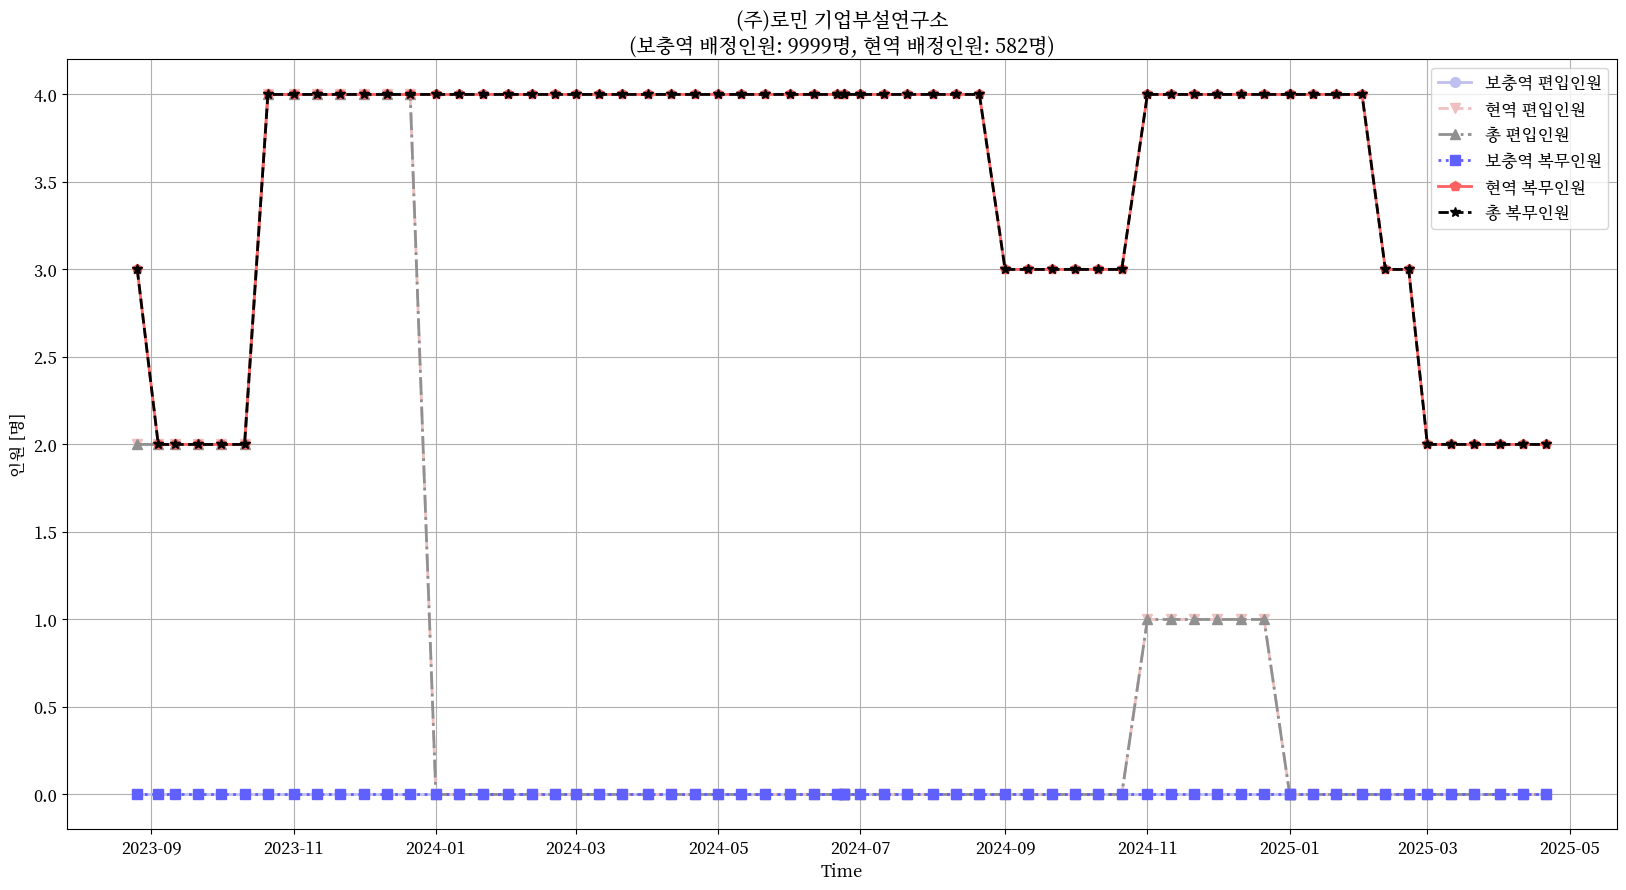 (주)로민 기업부설연구소
(보충역 배정인원: 9999명, 현역 배정인원: 582명)
4.0
3.5
3.0
2.5
2.0
1.5
1.0
0.5
0.0
인원 [명]
보충역 편입인원
현역 편입인원
총 편입인원
보충역 복무인원
현역 복무인원
총 복무인원
2023-09 2023-11 2024-01 2024-03 2024-05 2024-07 2024-09 2024-11 2025-01 2025-03 2025-05
Time